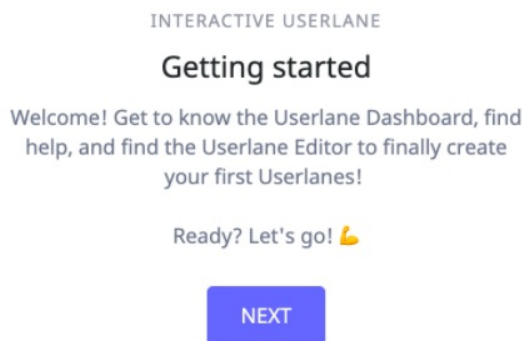 INTERACTIVE USERLANE
Getting started
Welcome! Get to know the Userlane Dashboard, find
help, and find the Userlane Editor to finally create
your first Userlanes!
Ready? Let's go! 💪
NEXT